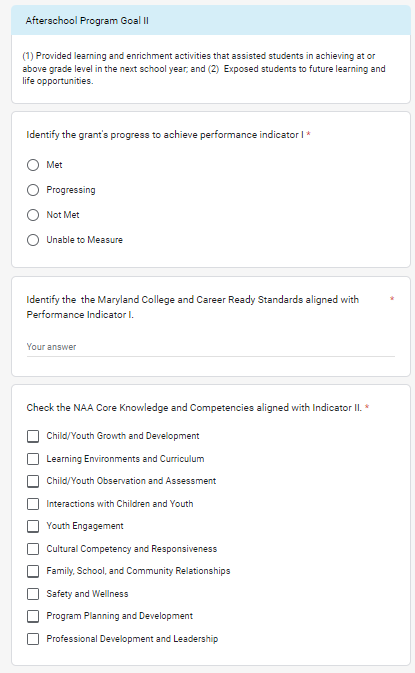 Afterschool Program Goal II
(1) Provided learning and enrichment activities that assisted students in achieving at or
above grade level in the next school year; and (2) Exposed students to future learning and
life opportunities.
Identify the grant's progress to achieve performance indicator I *
Met
Progressing
Not Met
Unable to Measure
Identify the the Maryland College and Career Ready Standards aligned with *
Performance Indicator I.
Your answer
Check the NAA Core Knowledge and Competencies aligned with Indicator II. *
Child/Youth Growth and Development
Learning Environments and Curriculum
Child/Youth Observation and Assessment
Interactions with Children and Youth
Youth Engagement
Cultural Competency and Responsiveness
Family, School, and Community Relationships
Safety and Wellness
Program Planning and Development
Professional Development and Leadership